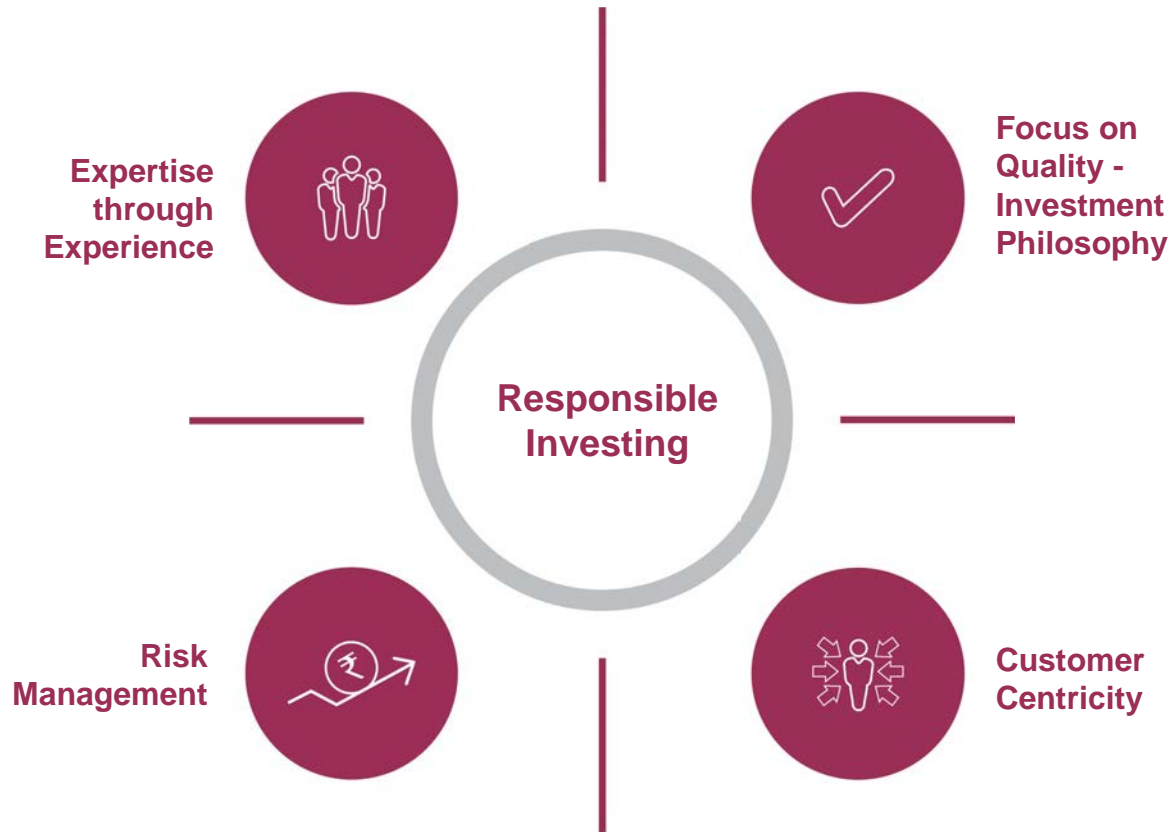 Expertise
through
Experience
Focus on
Quality -
Investment
Philosophy
Responsible
Investing
Risk
Management
₹
Customer
Centricity